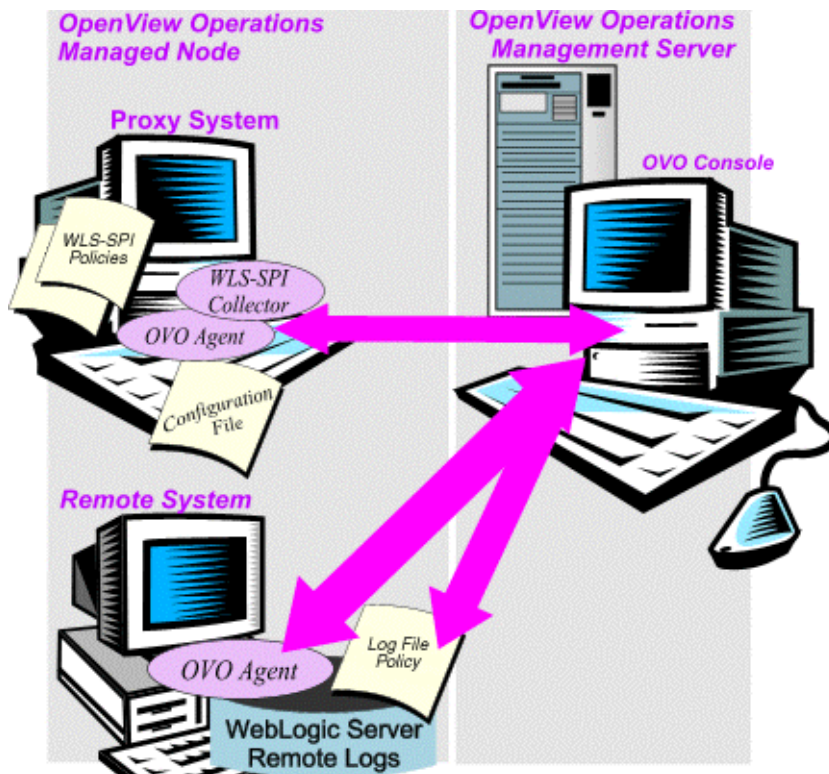 OpenView Operations
Managed Node
OpenView Operations
Management Server
Proxy System
OVO Console
WLS-SPI
Policies
WLS-SPI
Collector
OVO Agent
Configuration
File
Remote System
Log File
Policy
OVO Agent
WebLogic Server
Remote Logs